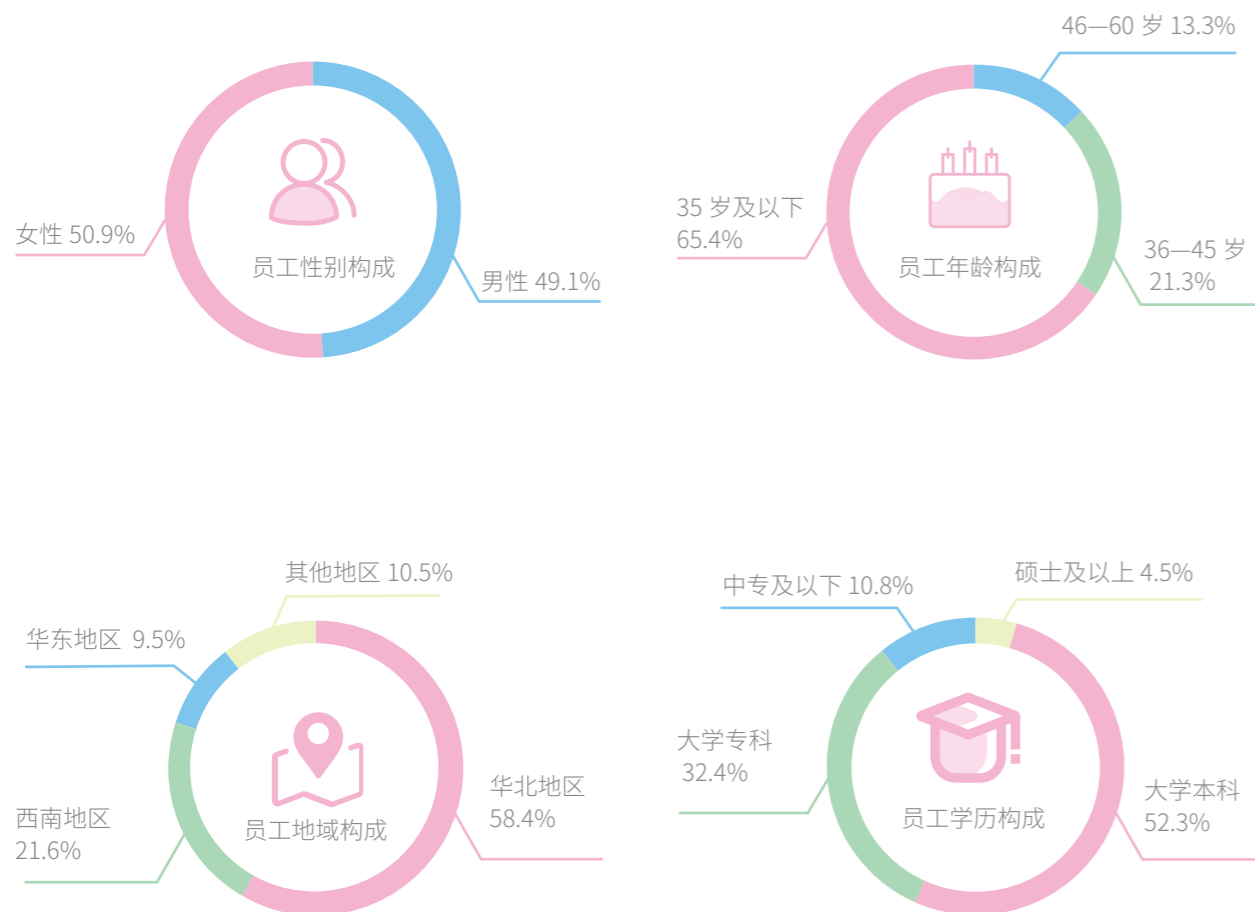 46—60 岁 13.3%
35 岁及以下
65.4%
36—45 岁
21.3%
女性 50.9%
员工性别构成
员工年龄构成
男性 49.1%
其他地区 10.5%
中专及以下 10.8%
硕士及以上 4.5%
华东地区 9.5%
大学专科
32.4%
华北地区
58.4%
大学本科
52.3%
西南地区
21.6%
员工地域构成
员工学历构成